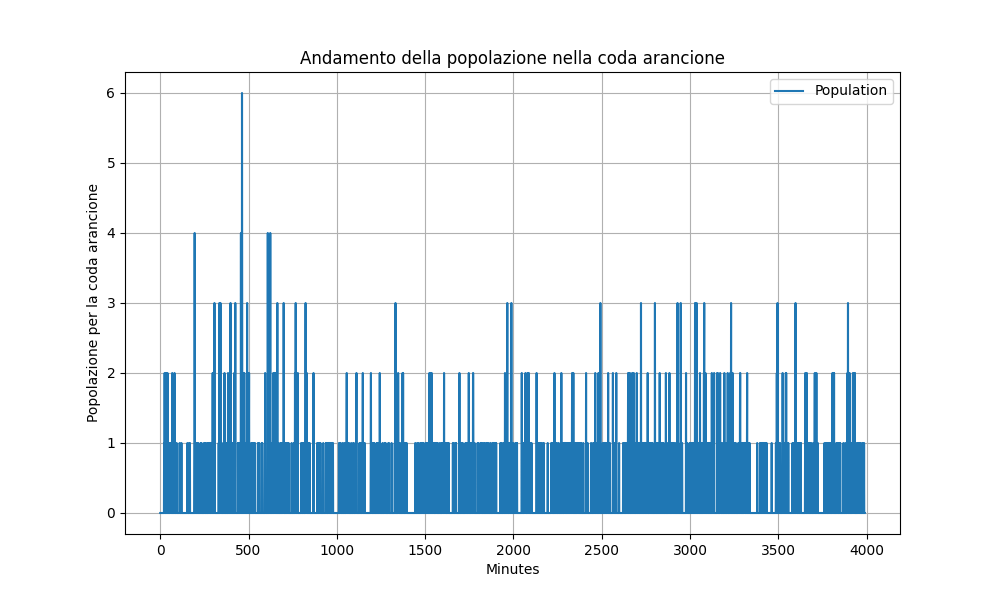 Andamento della popolazione nella coda arancione
Population
6
5
4
3
2
1
0
Popolazione per la coda arancione
0 500 1000 1500 2000 2500 3000 3500 4000
Minutes